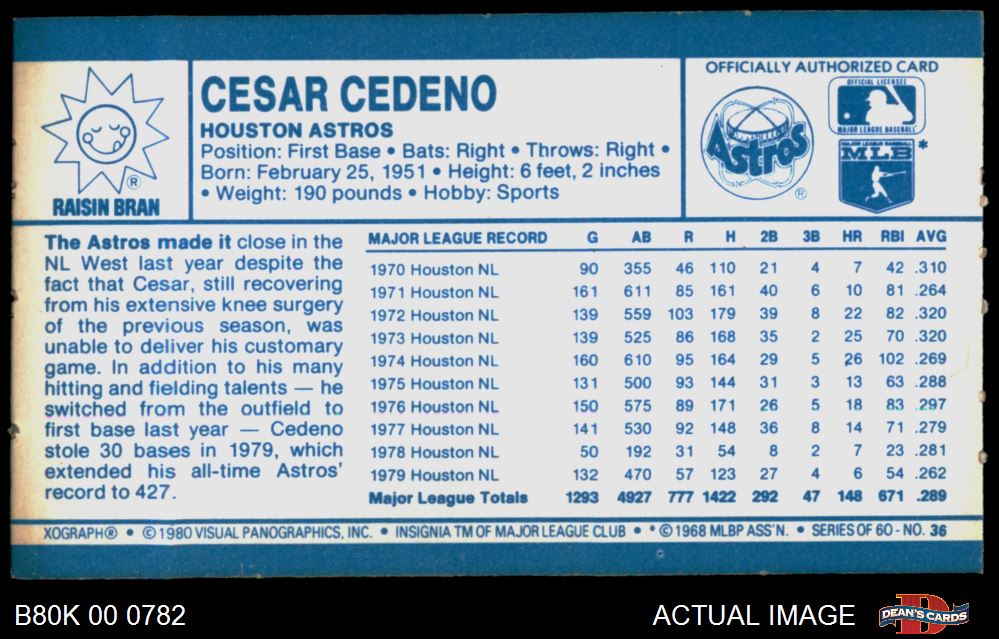 RAISIN BRAN
®
CESAR CEDENO
HOUSTON ASTROS
Position: First Base • Bats: Right • Throws: Right •
Born: February 25, 1951 • Height: 6 feet, 2 inches
• Weight: 190 pounds • Hobby: Sports
OFFICIALLY AUTHORIZED CARD
Astros
®
OFFICIAL LICENSEE
MAJOR LEAGUE BASEBALL
MAJOR LEAGUE BASEBALL
MLB *
The Astros made it close in the
NL West last year despite the
fact that Cesar, still recovering
from his extensive knee surgery
of the previous season, was
unable to deliver his customary
game. In addition to his many
hitting and fielding talents — he
switched from the outfield to
first base last year — Cedeno
stole 30 bases in 1979, which
extended his all-time Astros'
record to 427.
MAJOR LEAGUE RECORD G AB R H 2B 3B HR RBI AVG
1970 Houston NL 90 355 46 110 21 4 7 42 .310
1971 Houston NL 161 611 85 161 40 6 10 81 .264
1972 Houston NL 139 559 103 179 39 8 22 82 .320
1973 Houston NL 139 525 86 168 35 2 25 70 .320
1974 Houston NL 160 610 95 164 29 5 26 102 .269
1975 Houston NL 131 500 93 144 31 3 13 63 .288
1976 Houston NL 150 575 89 171 26 5 18 83 .297
1977 Houston NL 141 530 92 148 36 8 14 71 .279
1978 Houston NL 50 192 31 54 8 2 7 23 .281
1979 Houston NL 132 470 57 123 27 4 6 54 .262
Major League Totals 1293 4927 777 1422 292 47 148 671 .289
XOGRAPH® • © 1980 VISUAL PANOGRAPHICS, INC. • INSIGNIA TM OF MAJOR LEAGUE CLUB • * © 1968 MLBP ASS'N. • SERIES OF 60 - NO. 36
B80K 00 0782
ACTUAL IMAGE
DEAN'S CARDS